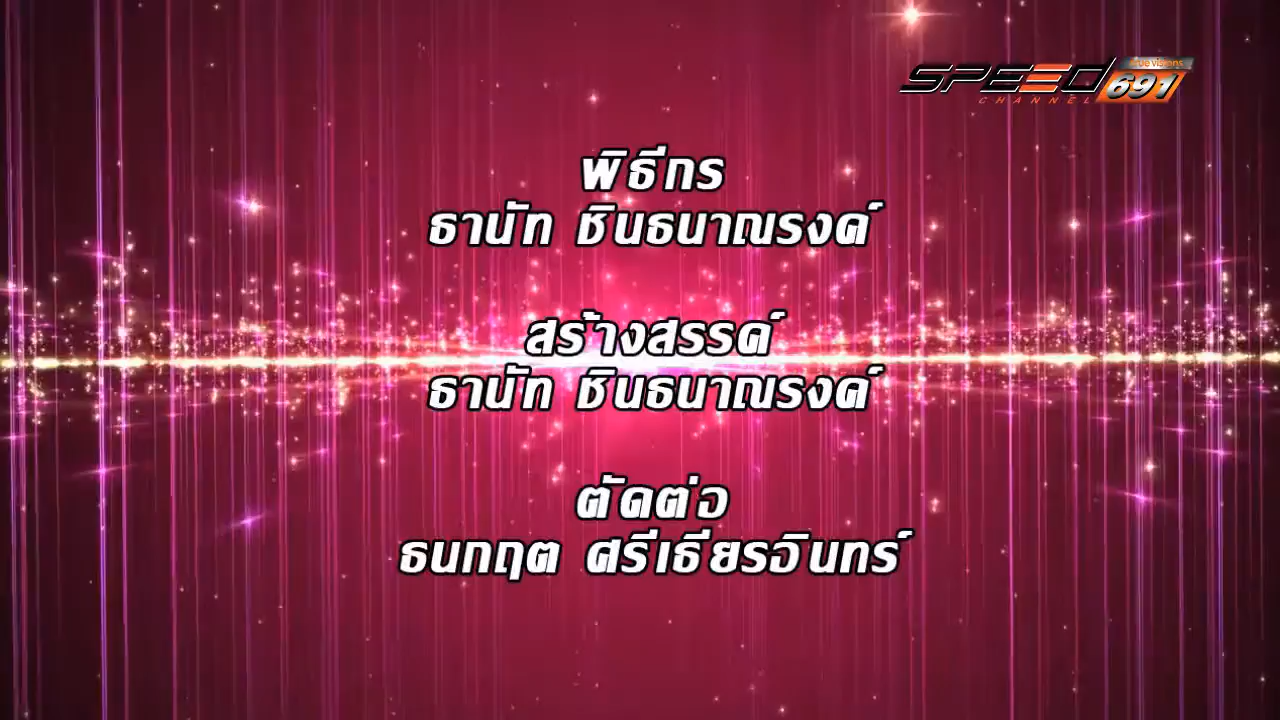 true visions
SPEED 691
CHANNEL
พิธีกร
ธานัท ชินธนาณรงค์
สร้างสรรค์
ธานัท ชินธนาณรงค์
ตัดต่อ
ธนกฤต ศรีเธียรอินทร์